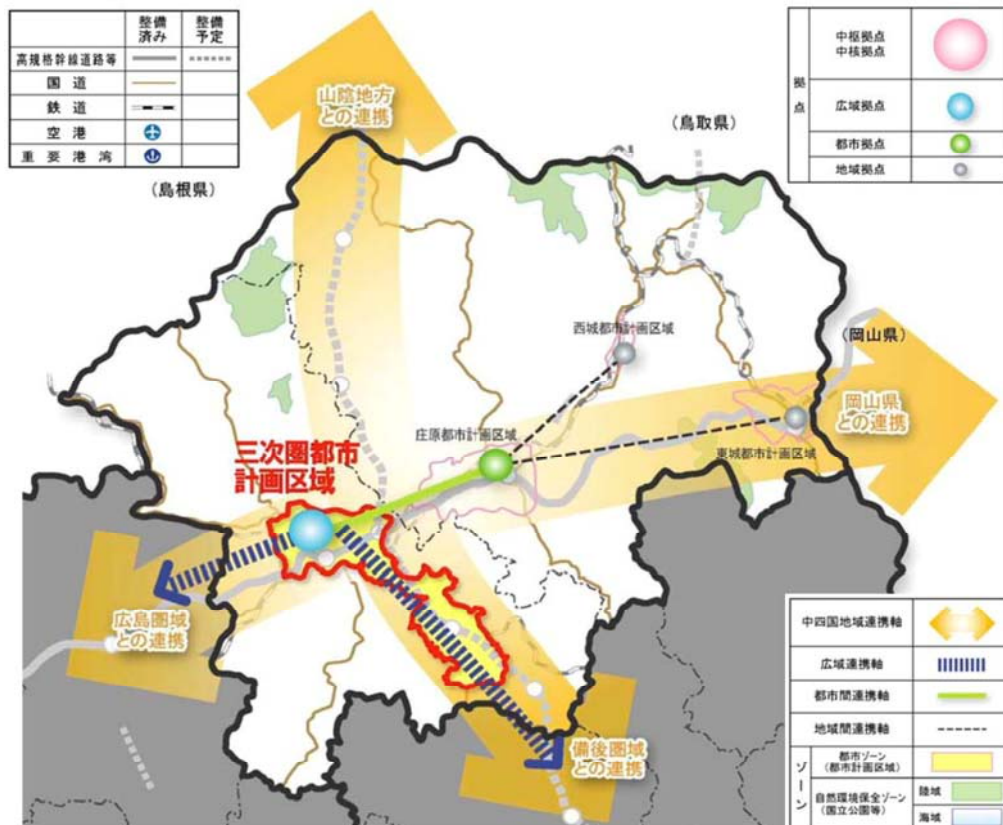 整備済み
整備予定
高規格幹線道路等
国道
鉄道
空港
重要港湾
拠点
中枢拠点
中核拠点
広域拠点
都市拠点
地域拠点
山陰地方
との連携
(鳥取県)
(島根県)
西城都市計画区域
(岡山県)
岡山県
との連携
庄原都市計画区域
東城都市計画区域
三次圏都市
計画区域
広島圏域
との連携
備後圏域
との連携
中四国地域連携軸
広域連携軸
都市間連携軸
地域間連携軸
ゾーン
都市ゾーン
(都市計画区域)
自然環境保全ゾーン
(国立公園等)
陸域
海域